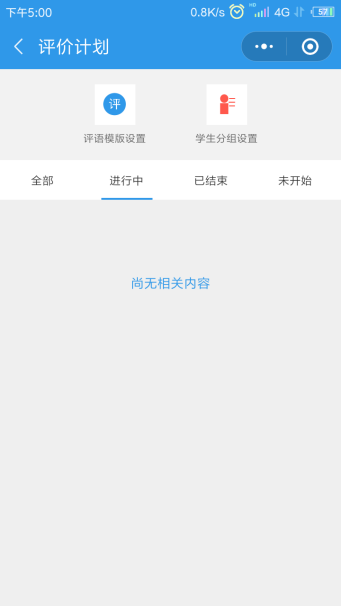 下午5:00 0.8K/s HD 4G 57
评价计划
评
评语模版设置 学生分组设置
全部 进行中 已结束 未开始
尚无相关内容